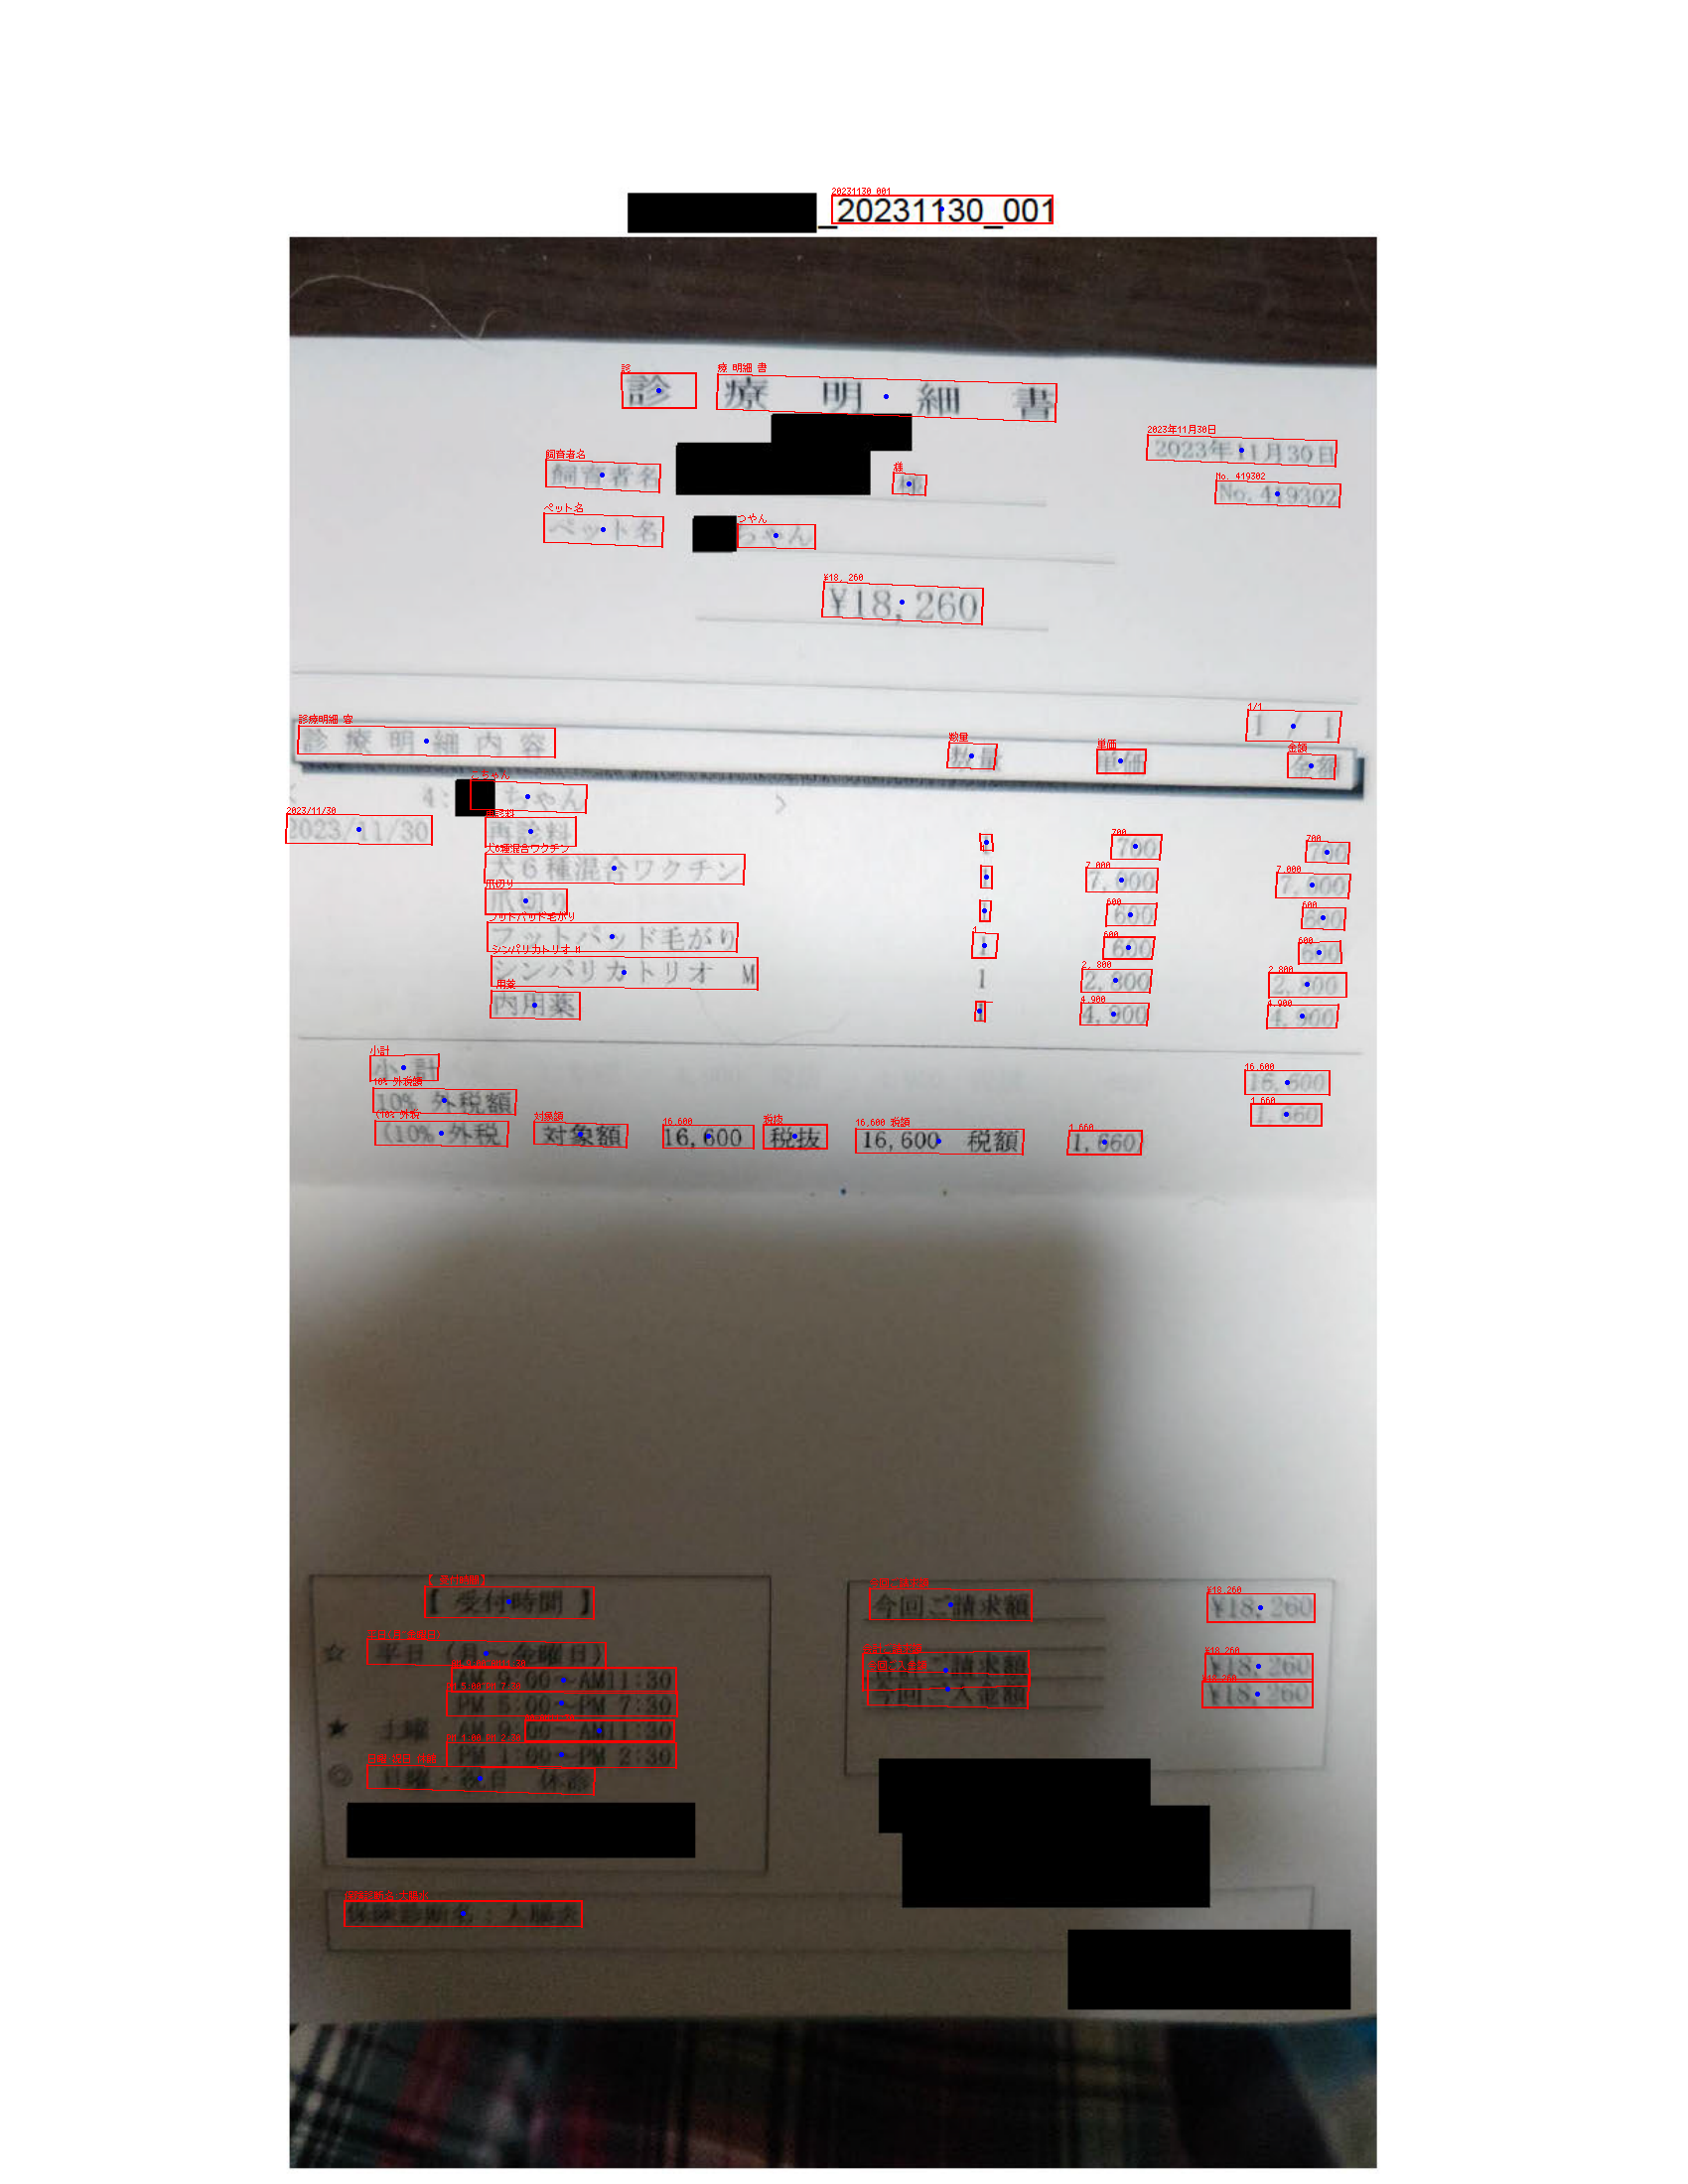 _20231130_001
診療明細書
2023年11月30日
飼育者名 様
No.419302
ペット名 ちゃん
¥18,260
1 / 1
診療明細内容 数量 単価 金額
4: ちゃん >
2023/11/30 再診料 1 700 700
犬6種混合ワクチン 1 7,000 7,000
爪切り 1 600 600
フットパッド毛がり 1 600 600
シンパリカトリオ M 1 2,800 2,800
内用薬 1 4,900 4,900
小計 16,600
10% 外税額 1,660
(10% 外税 対象額 16,600 税抜 16,600 税額 1,660)
【 受付時間 】
☆ 平日(月~金曜日)
AM 9:00~AM11:30
PM 5:00~PM 7:30
★ 土曜 AM 9:00~AM11:30
PM 1:00~PM 2:30
◎ 日曜・祝日 休診
今回ご請求額 ¥18,260
合計ご請求額 ¥18,260
今回ご入金額 ¥18,260
保険診断名:大腸炎